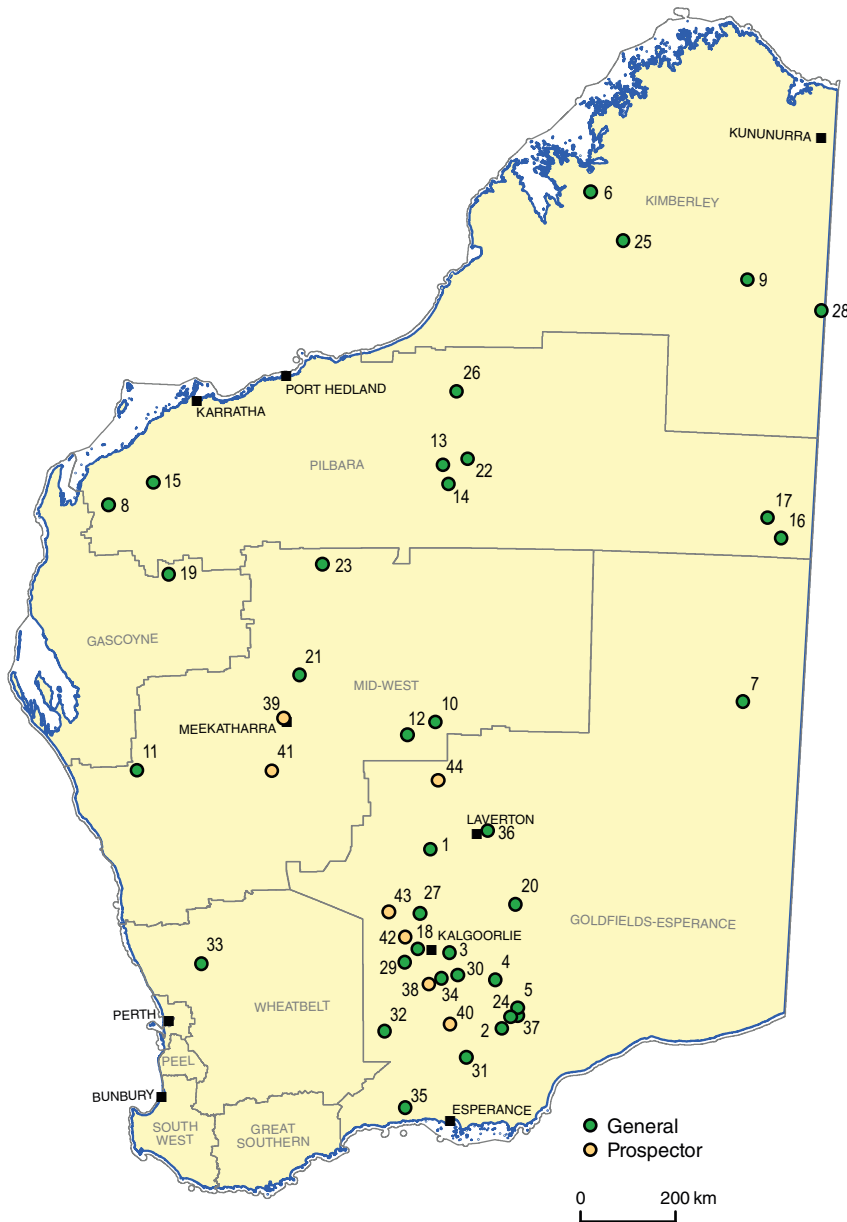 KUNUNURRA
6
KIMBERLEY
25
9
28
26
PORT HEDLAND
KARRATHA
13
22
PILBARA
14
15
8
17
16
23
19
GASCOYNE
21
MID-WEST
7
39
10
12
MEEKATHARRA
11
41
44
LAVERTON
36
1
43
27
20
GOLDFIELDS-ESPERANCE
42
18
KALGOORLIE
3
33
29
30
4
38
34
WHEATBELT
5
24
PERTH
32
40
2
37
PEEL
31
BUNBURY
35
ESPERANCE
SOUTH
WEST
GREAT
SOUTHERN
General
Prospector
0
200 km